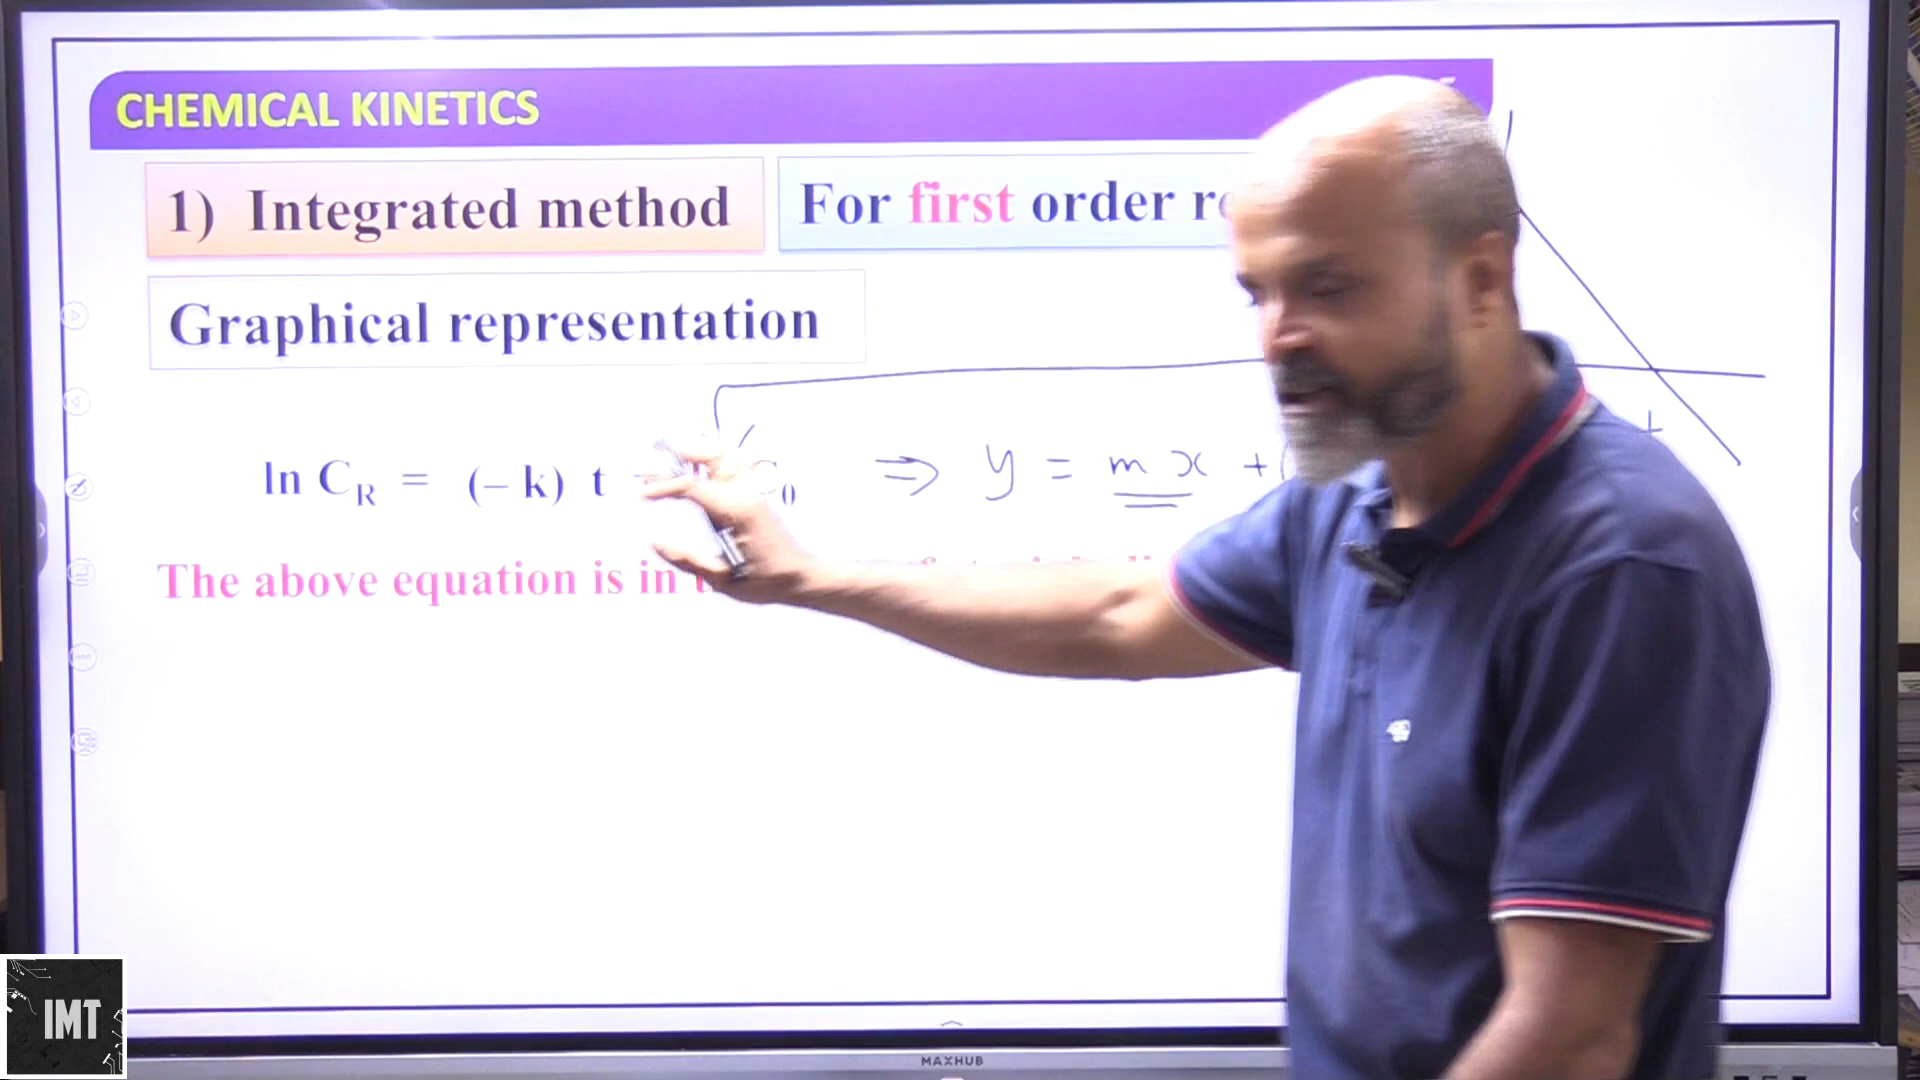 CHEMICAL KINETICS
1) Integrated method
For first order
Graphical representation
ln C_R = (– k) t C_0 ⇒ y = m x + 
The above equation is in
t
IMT
MAXHUB